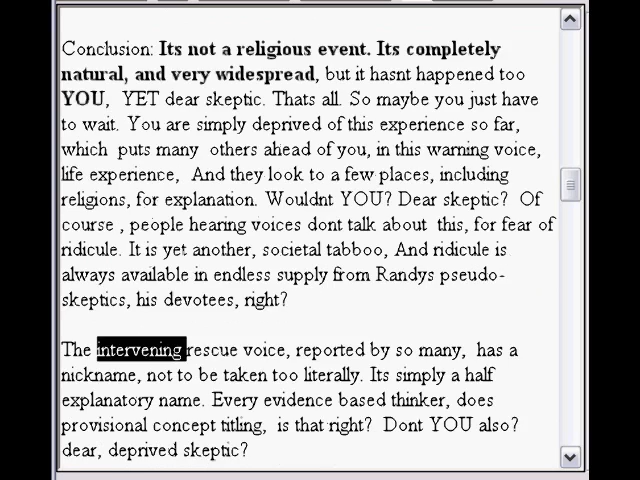 Conclusion: Its not a religious event. Its completely
natural, and very widespread, but it hasnt happened too
YOU, YET dear skeptic. Thats all. So maybe you just have
to wait. You are simply deprived of this experience so far,
which puts many others ahead of you, in this warning voice,
life experience, And they look to a few places, including
religions, for explanation. Wouldnt YOU? Dear skeptic? Of
course , people hearing voices dont talk about this, for fear of
ridicule. It is yet another, societal tabboo, And ridicule is
always available in endless supply from Randys pseudo-
skeptics, his devotees, right?
The intervening rescue voice, reported by so many, has a
nickname, not to be taken too literally. Its simply a half
explanatory name. Every evidence based thinker, does
provisional concept titling, is that right? Dont YOU also?
dear, deprived skeptic?